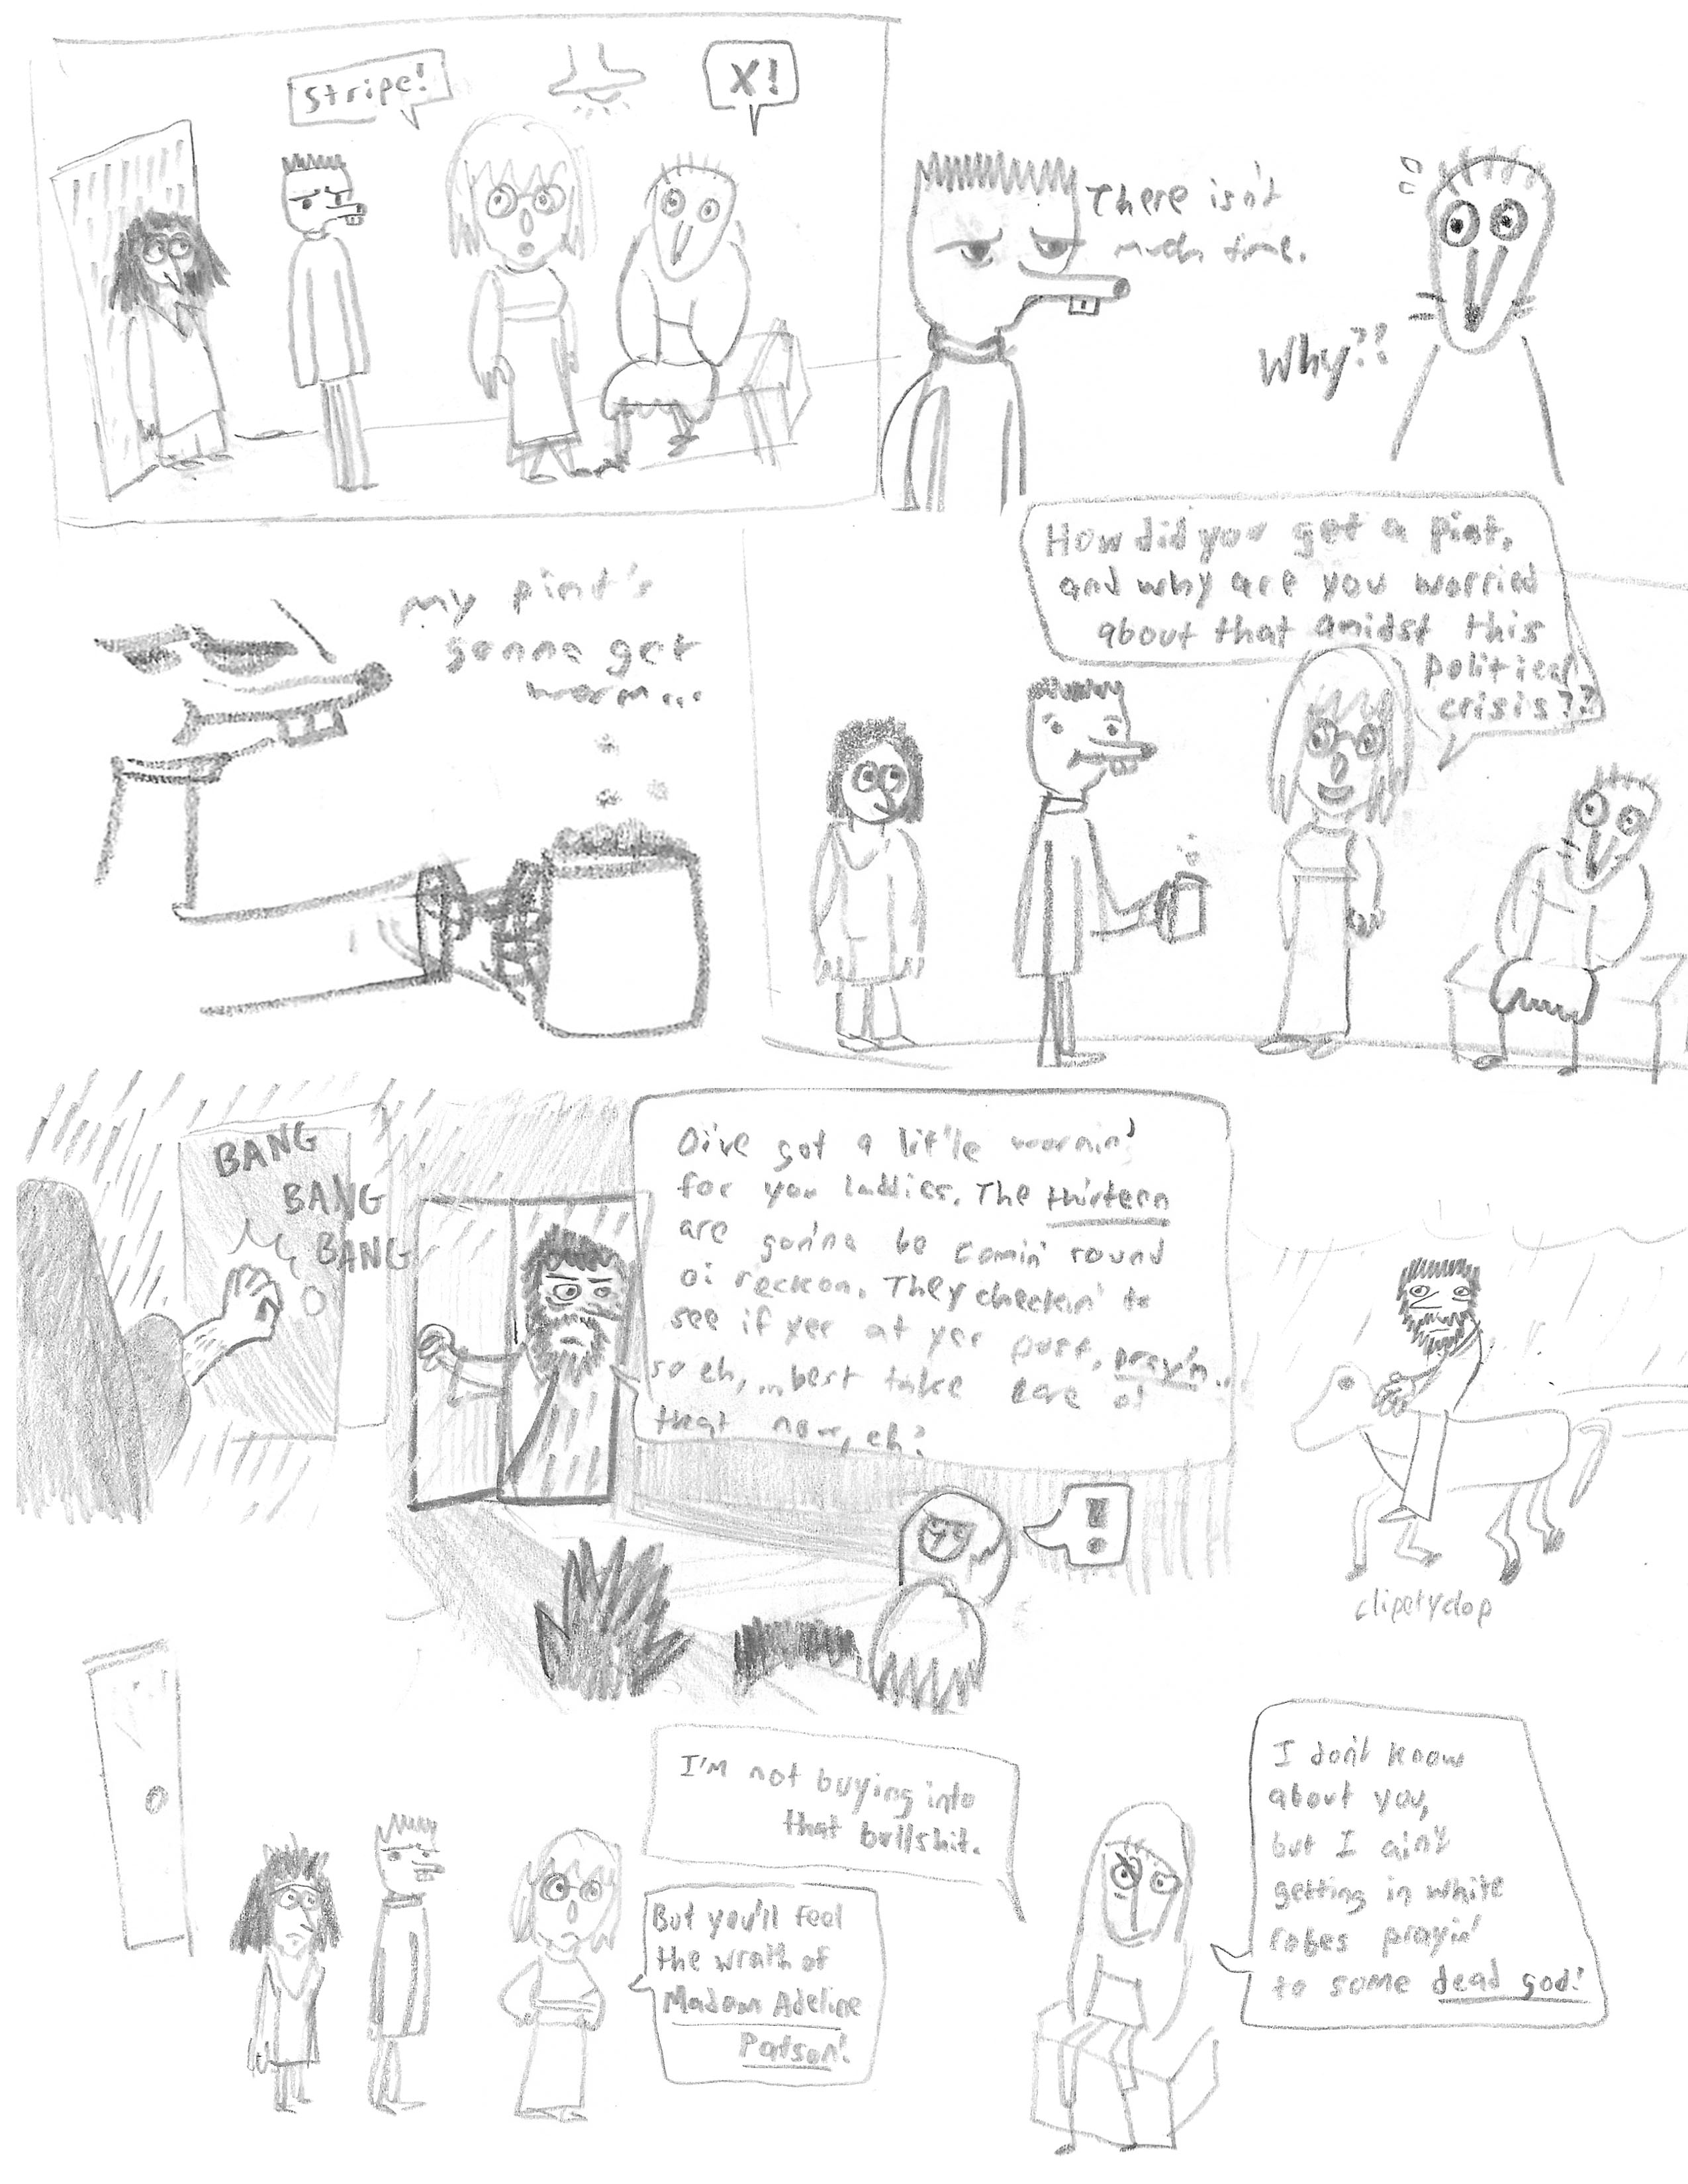 Stripe!
X!
There isn't
much time.
Why?!
my pint's
gonna get
warm...
How did you get a pint,
and why are you worried
about that amidst this
political
crisis??
BANG
BANG
BANG
Oi've got a lit'le warnin'
for you laddies. The thirteen
are gonna be comin' round
oi reckon. They checkin' to
see if yer at yer post, pray'n..
so eh, ..best take care of
that now, eh?
!
clipetyclop
I'M not buying into
that bullshit.
But you'll feel
the wrath of
Madam Adeline
Patson!
I don't know
about you,
but I ain't
getting in white
robes prayin'
to some dead god!